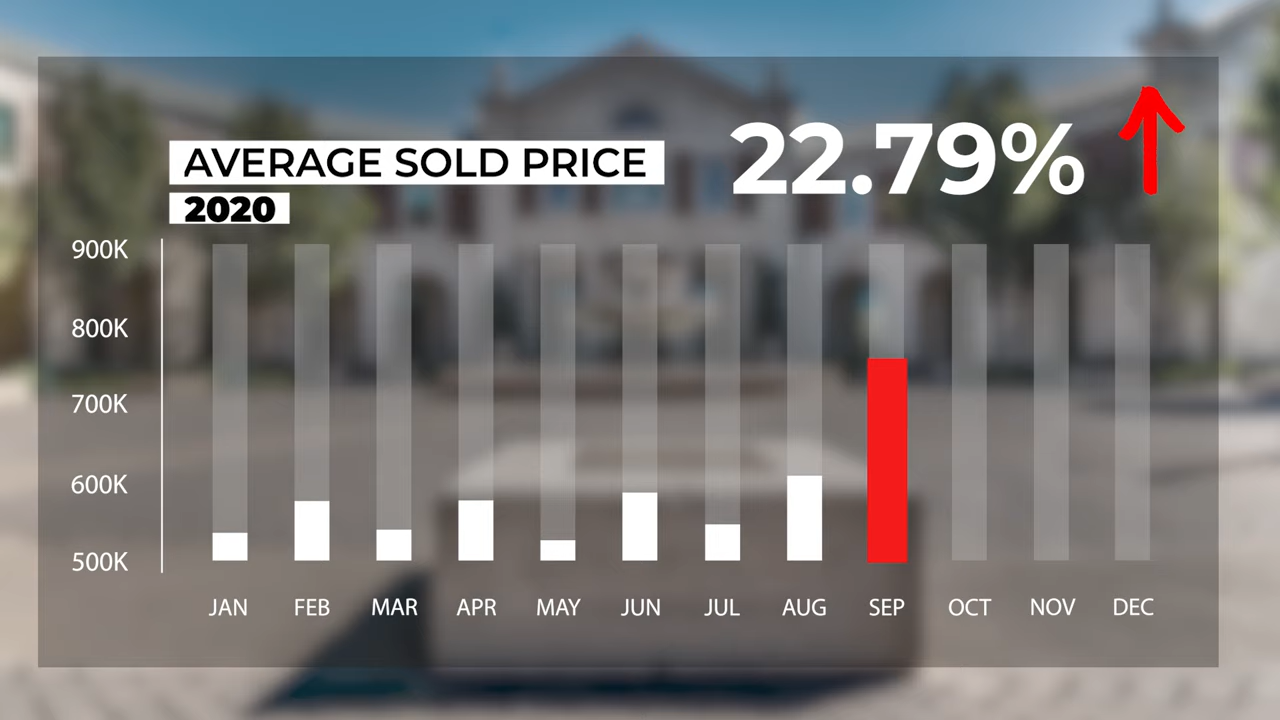 AVERAGE SOLD PRICE
22.79%
2020
900K
800K
700K
600K
500K
JAN FEB MAR APR MAY JUN JUL AUG SEP OCT NOV DEC